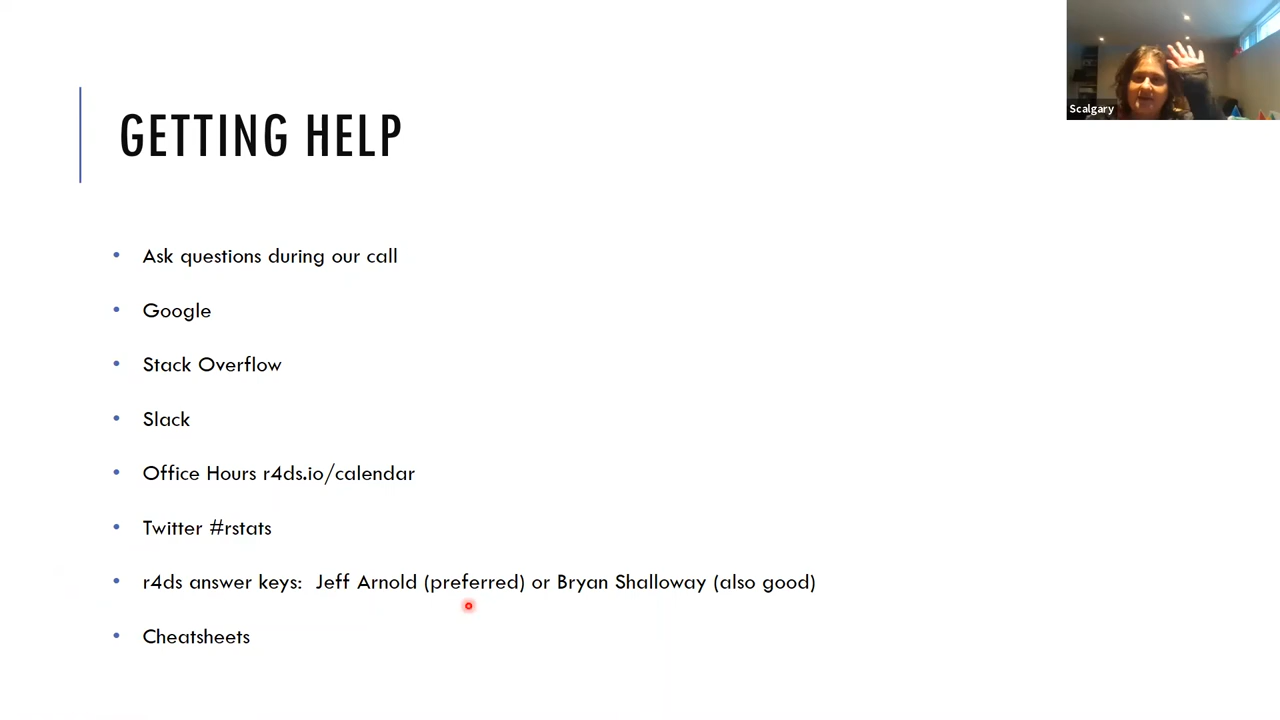 GETTING HELP
Scalgary
• Ask questions during our call
• Google
• Stack Overflow
• Slack
• Office Hours r4ds.io/calendar
• Twitter #rstats
• r4ds answer keys: Jeff Arnold (preferred) or Bryan Shalloway (also good)
• Cheatsheets